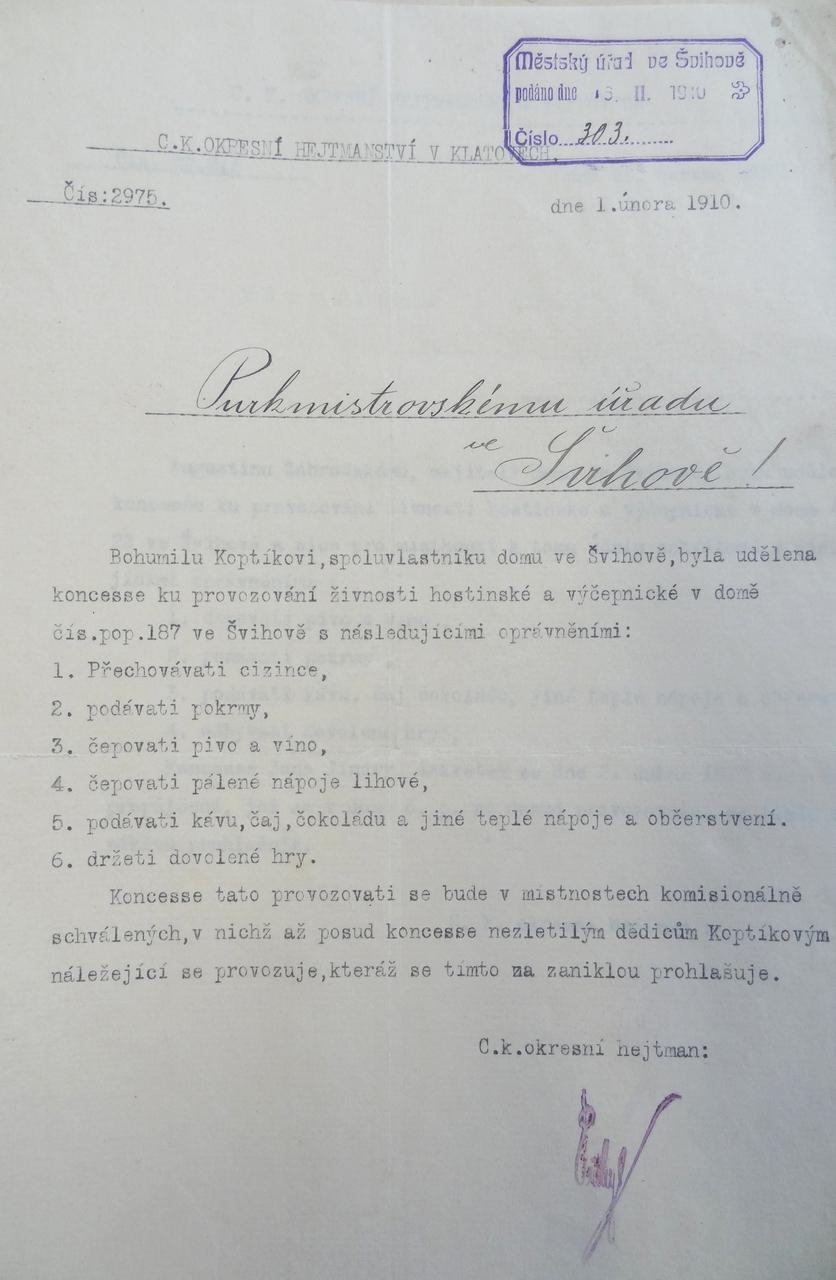 Městský úřad ve Švihově
podáno dne II. 1910
Číslo 303.
C.K.OKRESNÍ HEJTMANSTVÍ V KLATOVECH,
Čís:2975.
dne 1.února 1910.
Purkmistrovskému úřadu
ve
Švihově!
Bohumilu Koptíkovi,spoluvlastníku domu ve Švihově,byla udělena
koncesse ku provozování živnosti hostinské a výčepnické v domě
čís.pop.187 ve Švihově s následujícími oprávněními:
1. Přechovávati cizince,
2. podávati pokrmy,
3. čepovati pivo a víno,
4. čepovati pálené nápoje lihové,
5. podávati kávu,čaj,čokoládu a jiné teplé nápoje a občerstvení.
6. držeti dovolené hry.
Koncesse tato provozovati se bude v místnostech komisionálně
schválených,v nichž až posud koncesse nezletilým dědicům Koptíkovým
náležející se provozuje,kteráž se tímto za zaniklou prohlašuje.
C.k.okresní hejtman: